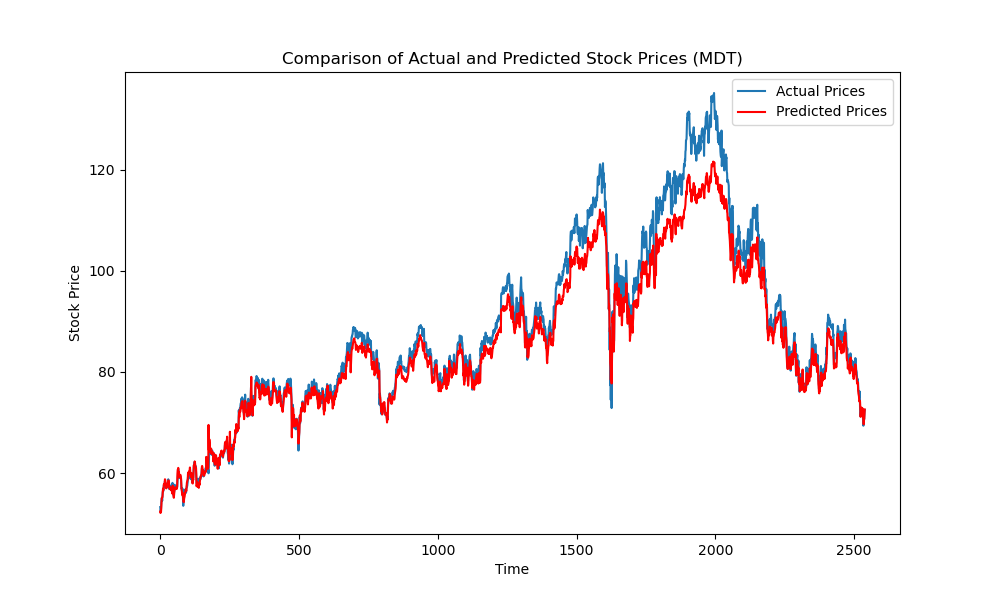 Comparison of Actual and Predicted Stock Prices (MDT)
Actual Prices
Predicted Prices
Stock Price
120
100
80
60
0 500 1000 1500 2000 2500
Time